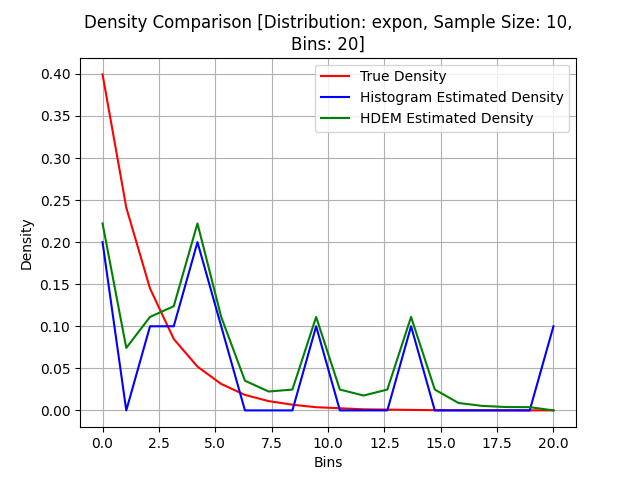 Density Comparison [Distribution: expon, Sample Size: 10,
Bins: 20]
True Density
Histogram Estimated Density
HDEM Estimated Density
Density
0.40
0.35
0.30
0.25
0.20
0.15
0.10
0.05
0.00
0.0 2.5 5.0 7.5 10.0 12.5 15.0 17.5 20.0
Bins